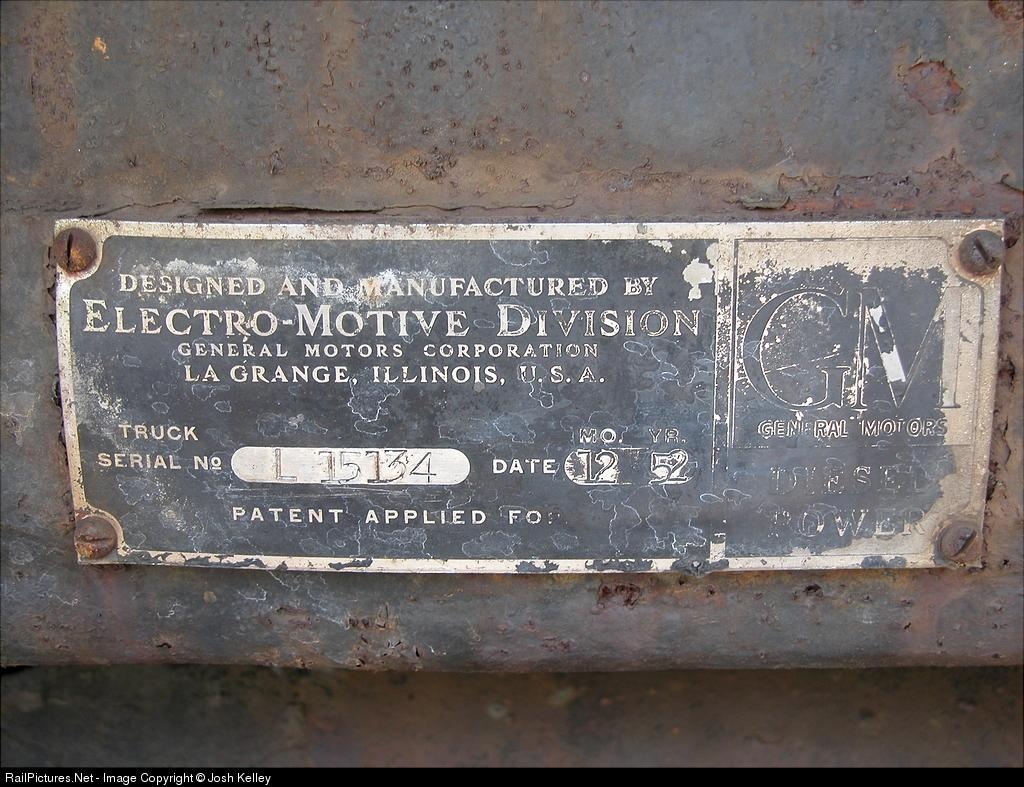 DESIGNED AND MANUFACTURED BY
ELECTRO-MOTIVE DIVISION
GENERAL MOTORS CORPORATION
LA GRANGE, ILLINOIS, U.S.A.
TRUCK
SERIAL No L 15134
MO. YR.
DATE 12 52
PATENT APPLIED FOR
GM
GENERAL MOTORS
DIESEL
POWER
RailPictures.Net - Image Copyright © Josh Kelley